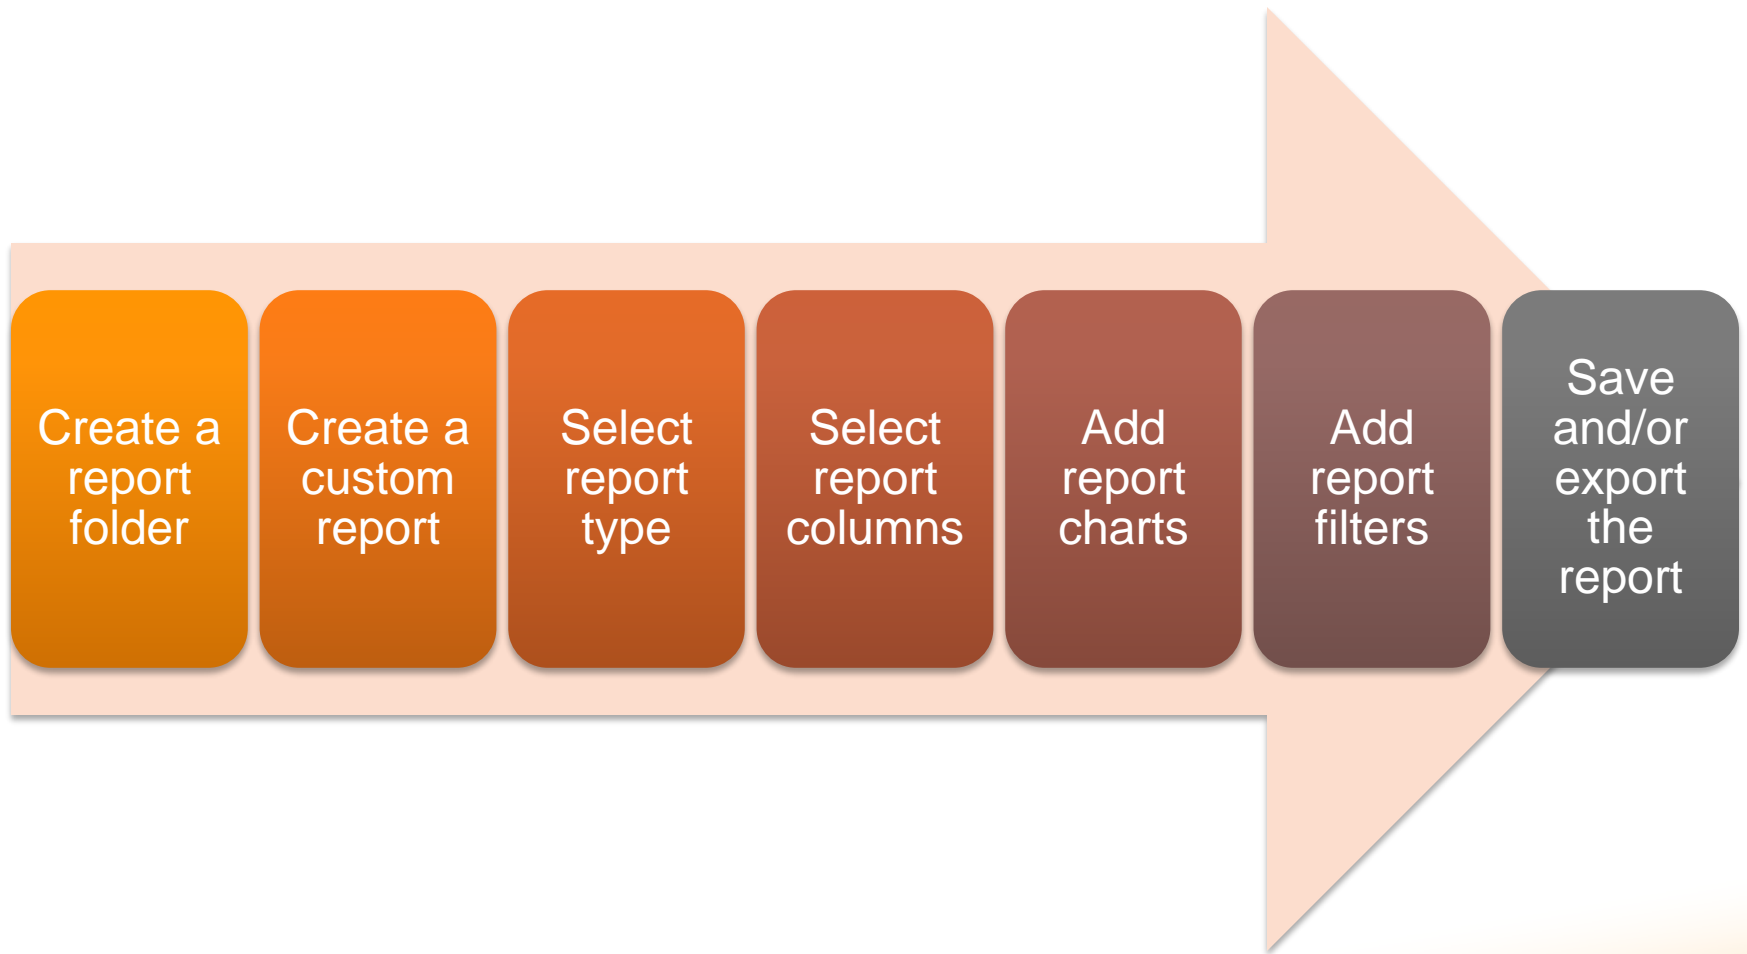 Create a
report
folder
Create a
custom
report
Select
report
type
Select
report
columns
Add
report
charts
Add
report
filters
Save
and/or
export
the
report